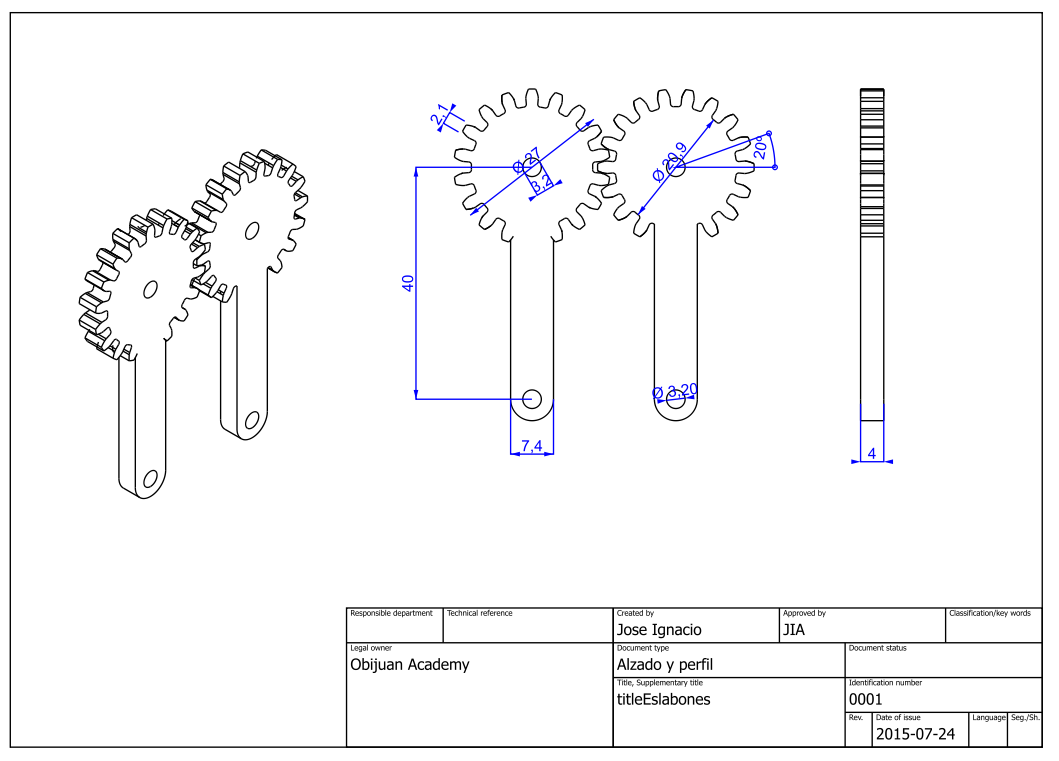 2,1
Ø 27
3,2
Ø 20,9
20°
40
Ø 3,20
7,4
4
Responsible department
Technical reference
Created by
Approved by
Classification/key words
Jose Ignacio
JIA
Legal owner
Document type
Document status
Obijuan Academy
Alzado y perfil
Title, Supplementary title
Identification number
titleEslabones
0001
Rev.
Date of issue
Language
Seg./Sh.
2015-07-24